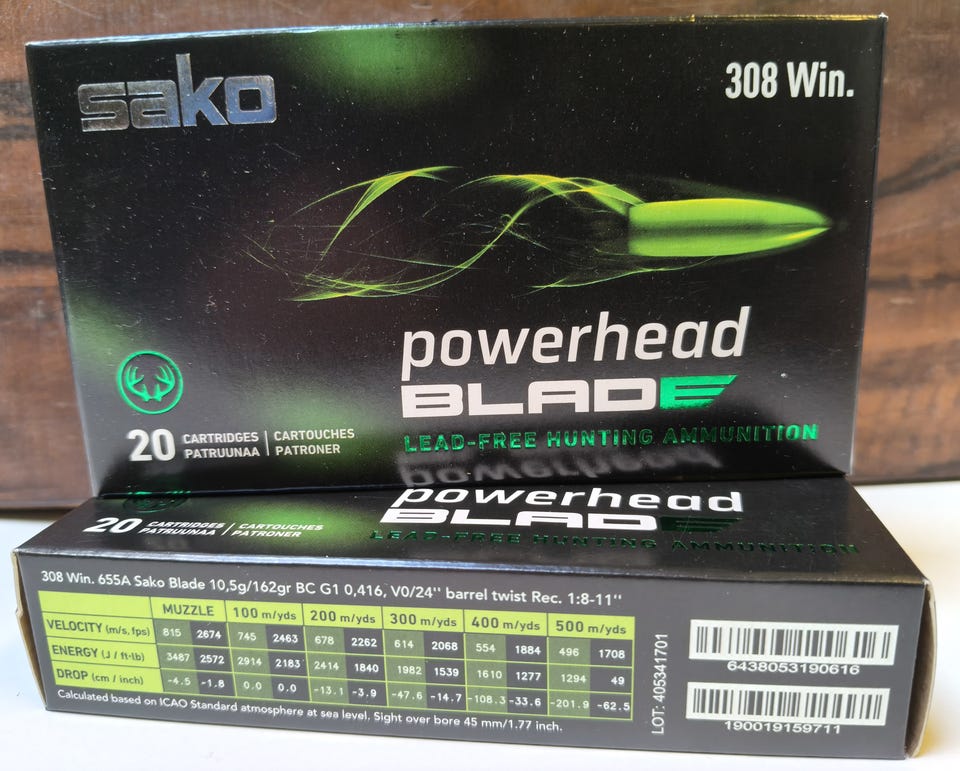 sako
308 Win.
powerhead
BLADE
LEAD-FREE HUNTING AMMUNITION
20 CARTRIDGES | CARTOUCHES
PATRUUNAA | PATRONER
powerhead
BLADE
LEAD-FREE HUNTING AMMUNITION
20 CARTRIDGES | CARTOUCHES
PATRUUNAA | PATRONER
308 Win. 655A Sako Blade 10,5g/162gr BC G1 0,416, V0/24'' barrel twist Rec. 1:8-11''
MUZZLE 100 m/yds 200 m/yds 300 m/yds 400 m/yds 500 m/yds
VELOCITY (m/s, fps) 815 2674 745 2463 678 2262 614 2068 554 1884 496 1708
ENERGY (J / ft-lb) 3487 2572 2914 2183 2414 1840 1982 1539 1610 1277 1294 49
DROP (cm / inch) -4.5 -1.8 0.0 0.0 -13.1 -3.9 -47.6 -14.7 -108.3 -33.6 -201.9 -62.5
Calculated based on ICAO Standard atmosphere at sea level, Sight over bore 45 mm/1.77 inch.
LOT: 405341701
6438053190616
190019159711